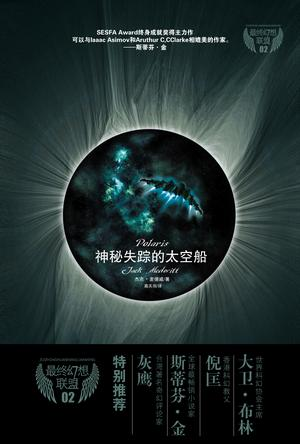 SESFA Award终身成就奖得主力作
可以与Isaac Asimov和Aruthur C,CClarke相媲美的作家。
——斯蒂芬·金
最终幻想
联盟
02
Polaris
神秘失踪的太空船
Jack Mcdevitt
杰克·麦德威/著
最终幻想
联盟
02
特别推荐
台湾著名奇幻评论家
灰鹰
全球最畅销小说家
斯蒂芬·金
香港科幻教父
倪匡
世界科幻协会主席
大卫·布林